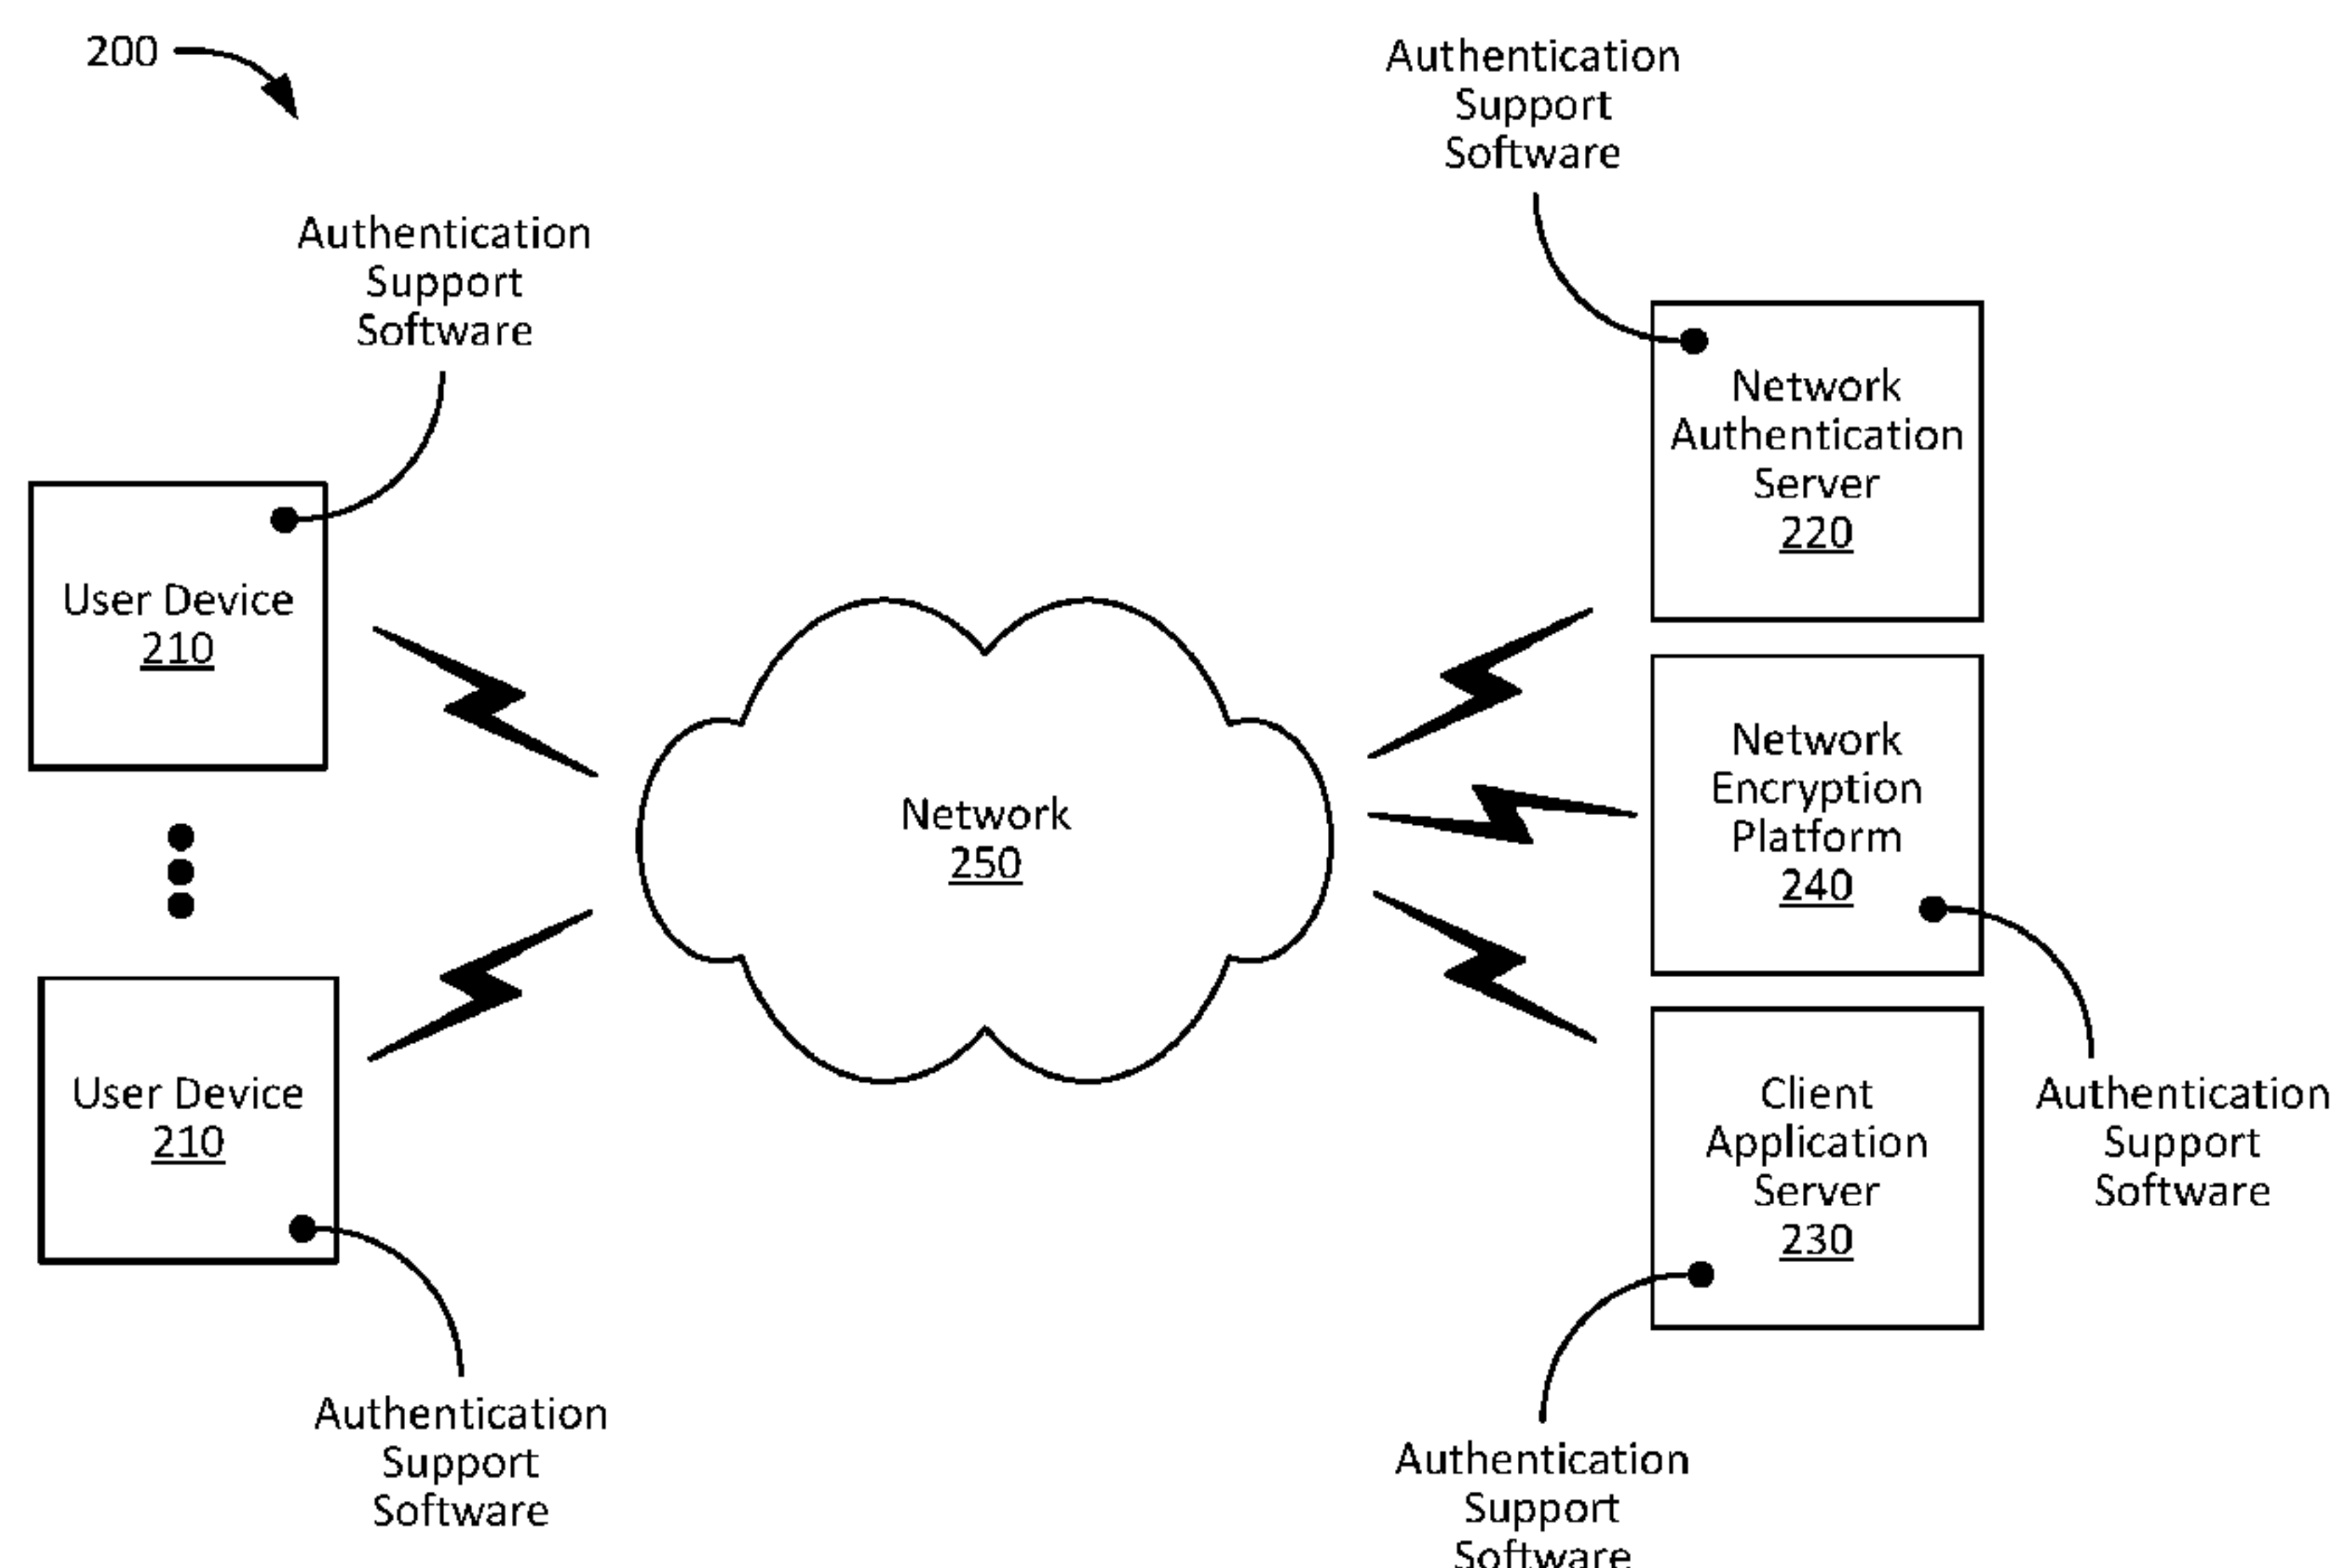 200
Authentication
Support
Software
Authentication
Support
Software
Network
Authentication
Server
220
User Device
210
Network
Encryption
Platform
240
Network
250
User Device
210
Client
Application
Server
230
Authentication
Support
Software
Authentication
Support
Software
Authentication
Support
Software